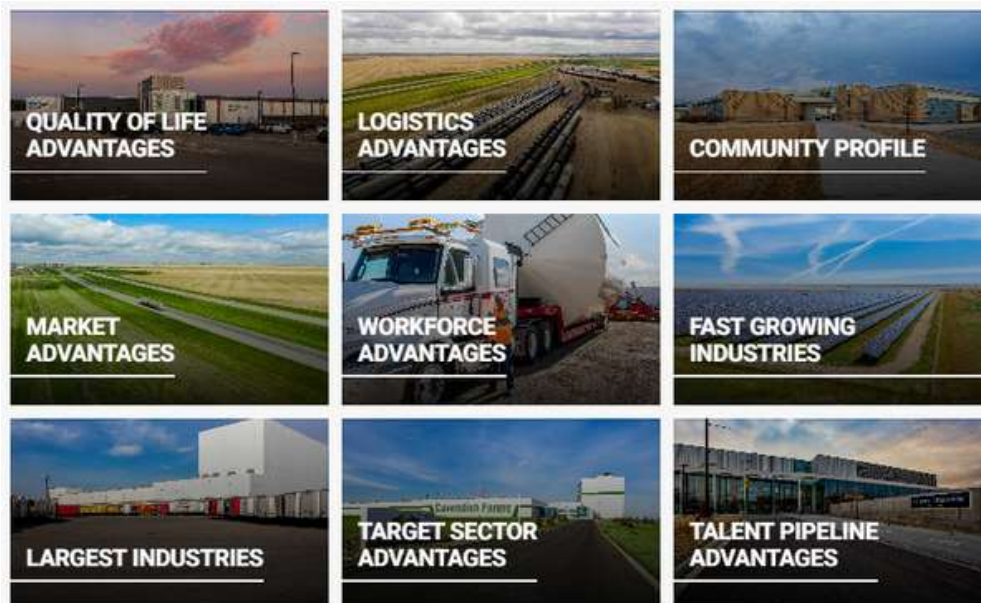 QUALITY OF LIFE
ADVANTAGES
LOGISTICS
ADVANTAGES
COMMUNITY PROFILE
MARKET
ADVANTAGES
WORKFORCE
ADVANTAGES
FAST GROWING
INDUSTRIES
LARGEST INDUSTRIES
Cavendish Farms
TARGET SECTOR
ADVANTAGES
TALENT PIPELINE
ADVANTAGES